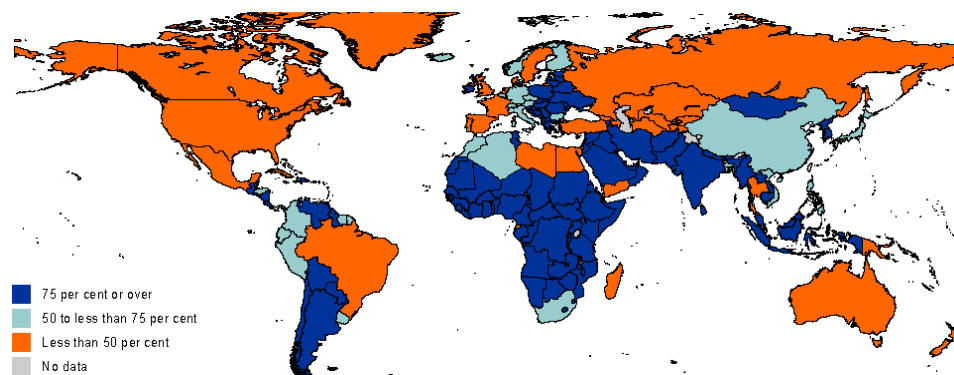 75 per cent or over
50 to less than 75 per cent
Less than 50 per cent
No data